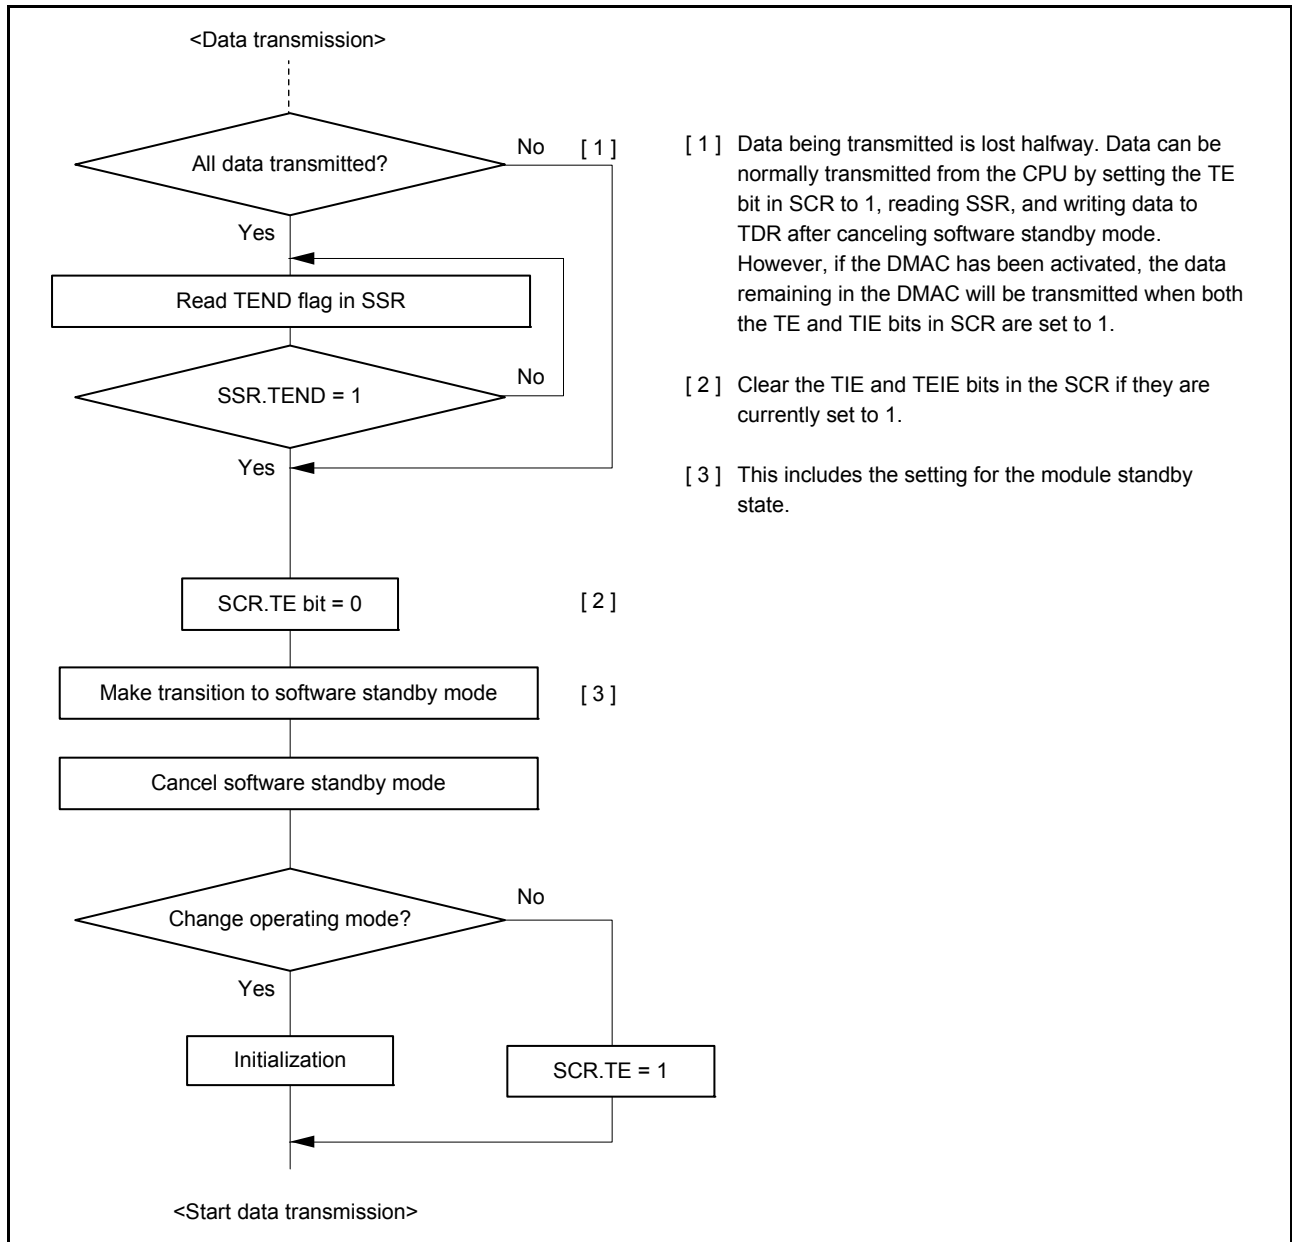 <Data transmission>
All data transmitted?
No
[ 1 ]
Yes
Read TEND flag in SSR
SSR.TEND = 1
No
Yes
SCR.TE bit = 0
[ 2 ]
Make transition to software standby mode
[ 3 ]
Cancel software standby mode
Change operating mode?
No
Yes
Initialization
SCR.TE = 1
<Start data transmission>
[ 1 ] Data being transmitted is lost halfway. Data can be
normally transmitted from the CPU by setting the TE
bit in SCR to 1, reading SSR, and writing data to
TDR after canceling software standby mode.
However, if the DMAC has been activated, the data
remaining in the DMAC will be transmitted when both
the TE and TIE bits in SCR are set to 1.
[ 2 ] Clear the TIE and TEIE bits in the SCR if they are
currently set to 1.
[ 3 ] This includes the setting for the module standby
state.